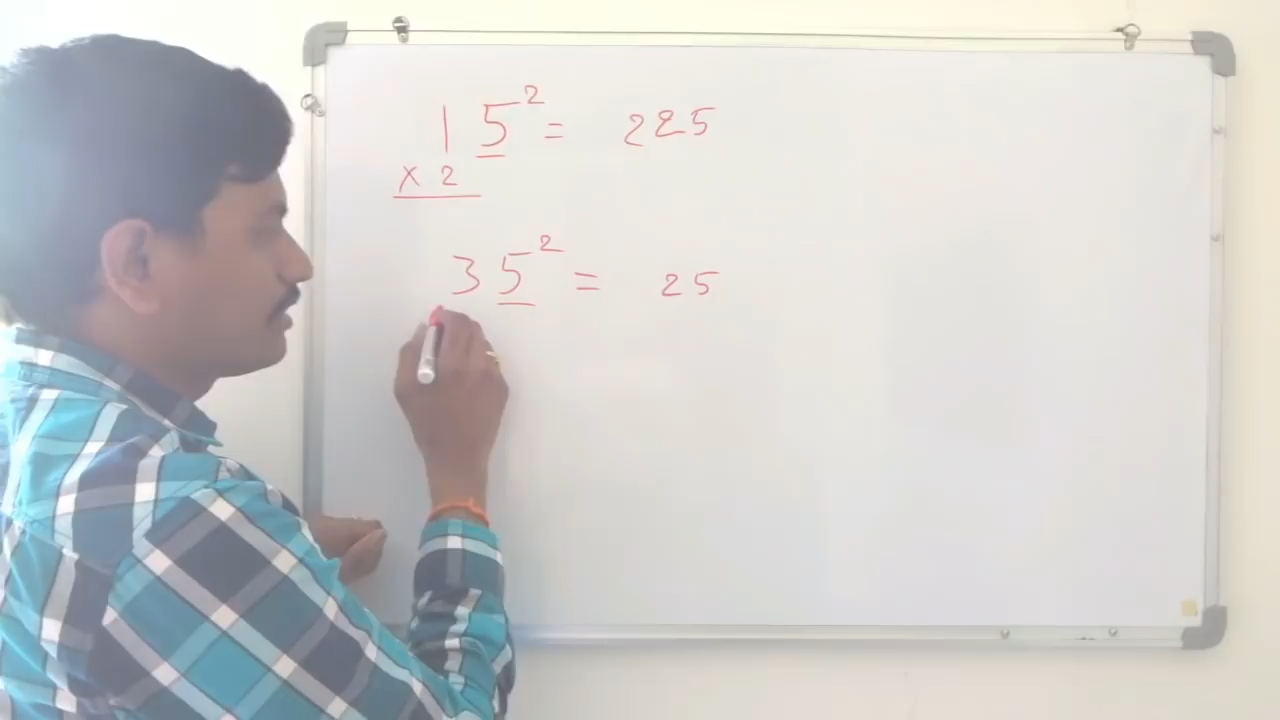 15² = 225
× 2
35² = 25